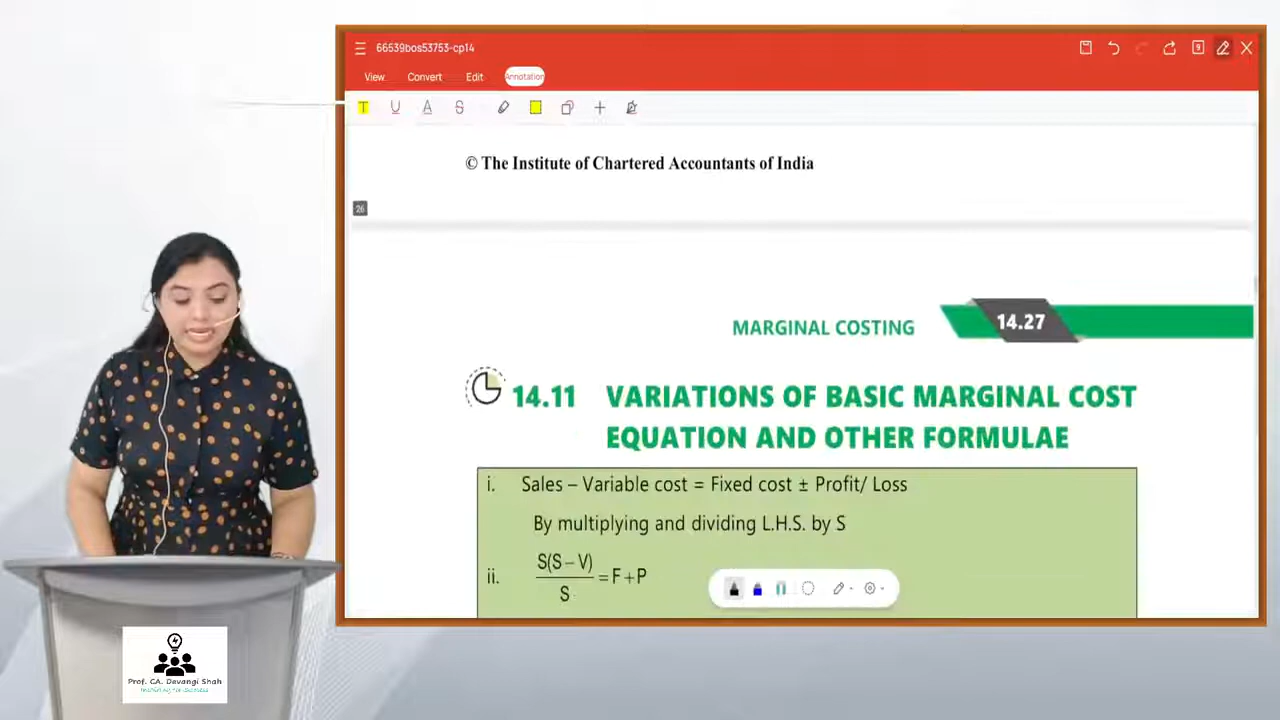 66539bos53753-cp14
View Convert Edit Annotation
T U A S
© The Institute of Chartered Accountants of India
26
MARGINAL COSTING 14.27
14.11 VARIATIONS OF BASIC MARGINAL COST
EQUATION AND OTHER FORMULAE
i. Sales – Variable cost = Fixed cost ± Profit/ Loss
By multiplying and dividing L.H.S. by S
ii. S(S – V)/S = F + P
Prof. CA. Devangi Shah